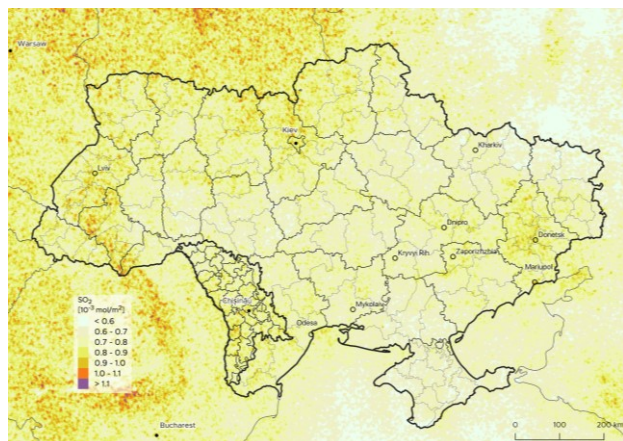 Warsaw
Kiev
Kharkiv
Lviv
Dnipro
Donetsk
Kryvyi Rih
Zaporizhzhia
Mariupol
SO₂
[10⁻³ mol/m²]
< 0.6
0.6 - 0.7
0.7 - 0.8
0.8 - 0.9
0.9 - 1.0
1.0 - 1.1
> 1.1
Chișinău
Mykolaiv
Odesa
Bucharest
0 100 200 km